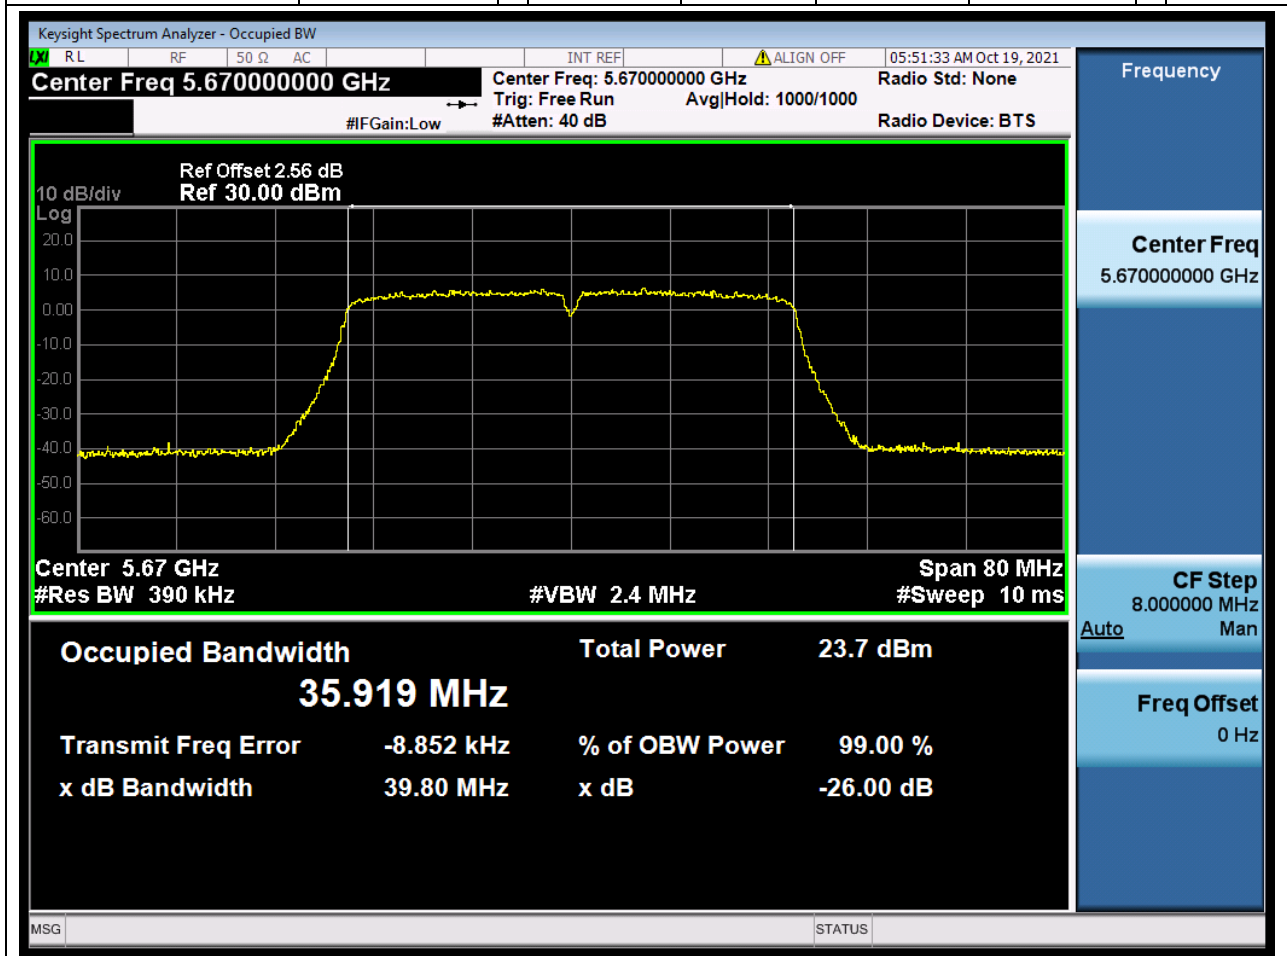 Keysight Spectrum Analyzer - Occupied BW
LXI RL RF 50 Ω AC INT REF ALIGN OFF 05:51:33 AM Oct 19, 2021
Center Freq 5.670000000 GHz
Center Freq: 5.670000000 GHz Radio Std: None
Trig: Free Run Avg|Hold: 1000/1000
#IFGain:Low #Atten: 40 dB Radio Device: BTS
Frequency
Ref Offset 2.56 dB
10 dB/div Ref 30.00 dBm
Log
20.0
10.0
0.00
-10.0
-20.0
-30.0
-40.0
-50.0
-60.0
Center 5.67 GHz Span 80 MHz
#Res BW 390 kHz #VBW 2.4 MHz #Sweep 10 ms
Center Freq
5.670000000 GHz
CF Step
8.000000 MHz
Auto Man
Freq Offset
0 Hz
Occupied Bandwidth Total Power 23.7 dBm
35.919 MHz
Transmit Freq Error -8.852 kHz % of OBW Power 99.00 %
x dB Bandwidth 39.80 MHz x dB -26.00 dB
MSG STATUS